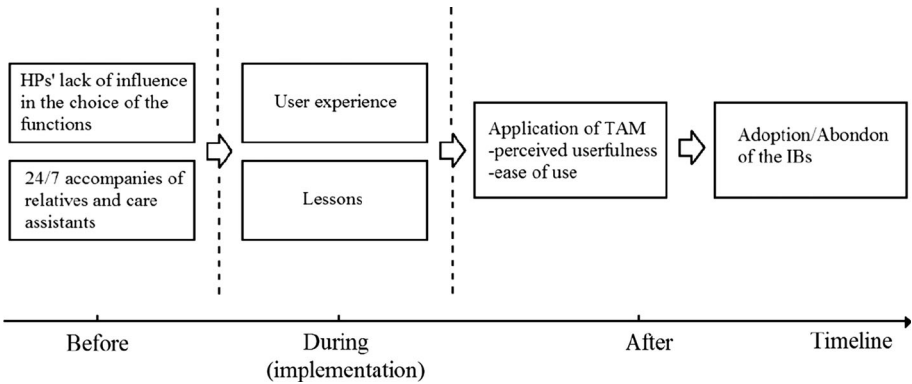 HPs' lack of influence
in the choice of the
functions
24/7 accompanies of
relatives and care
assistants
User experience
Lessons
Application of TAM
-perceived userfulness
-ease of use
Adoption/Abondon
of the IBs
Before
During
(implementation)
After
Timeline